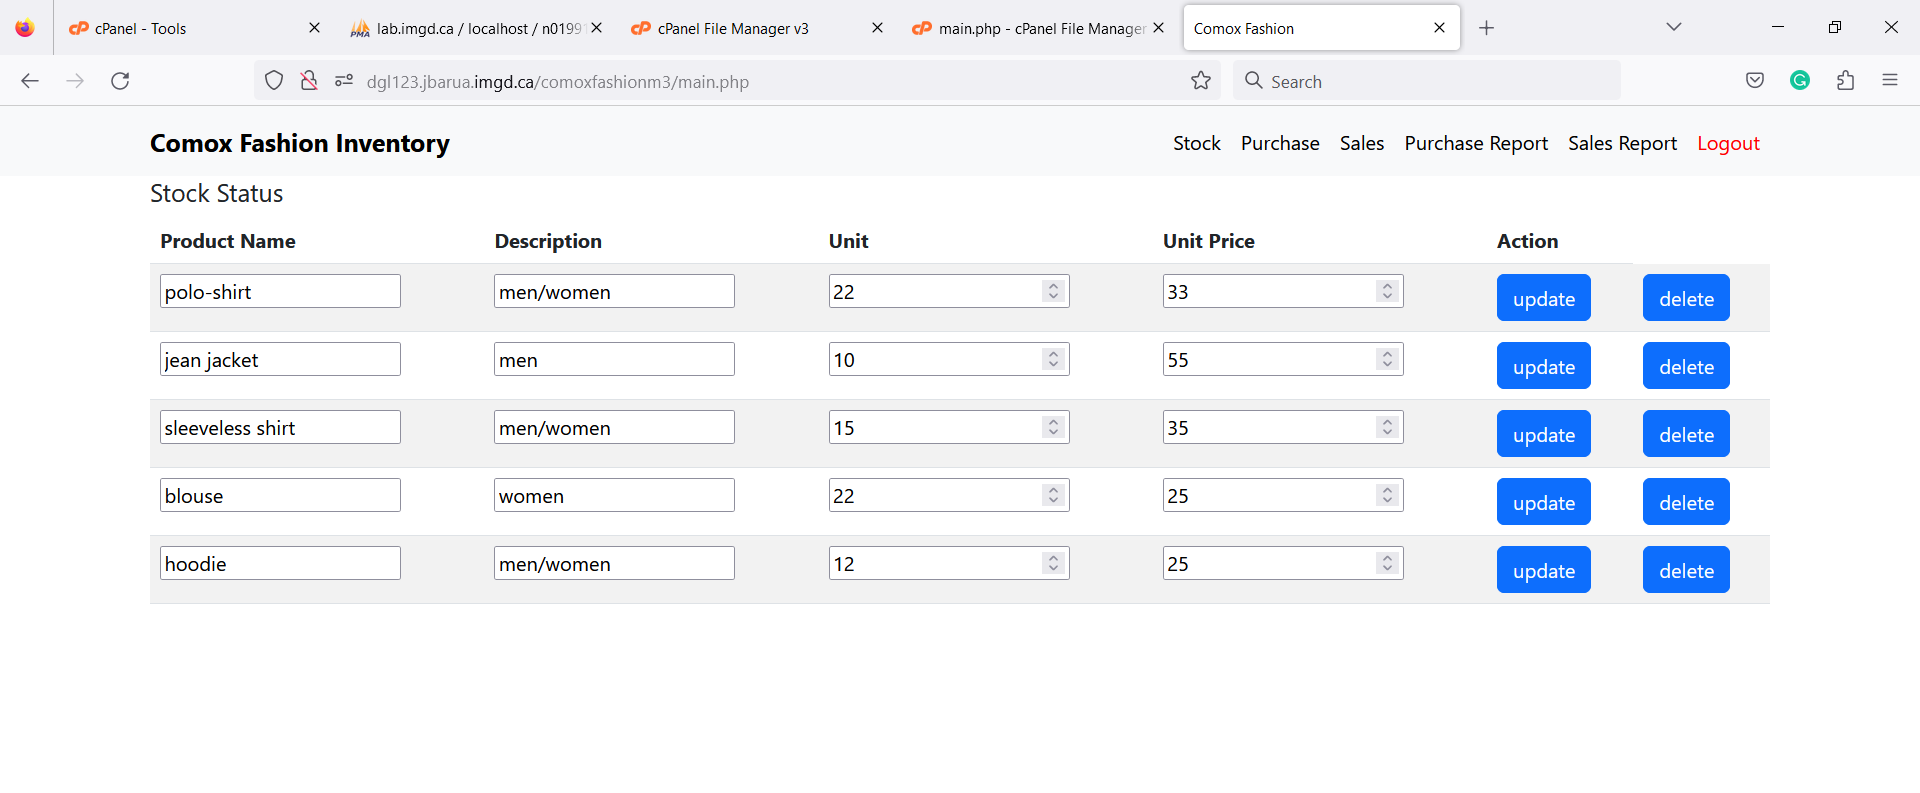 cPanel - Tools
lab.imgd.ca / localhost / n0199
cPanel File Manager v3
main.php - cPanel File Manager
Comox Fashion
dgl123.jbarua.imgd.ca/comoxfashionm3/main.php
Search
Comox Fashion Inventory
Stock Purchase Sales Purchase Report Sales Report Logout
Stock Status
Product Name Description Unit Unit Price Action
polo-shirt men/women 22 33 update delete
jean jacket men 10 55 update delete
sleeveless shirt men/women 15 35 update delete
blouse women 22 25 update delete
hoodie men/women 12 25 update delete